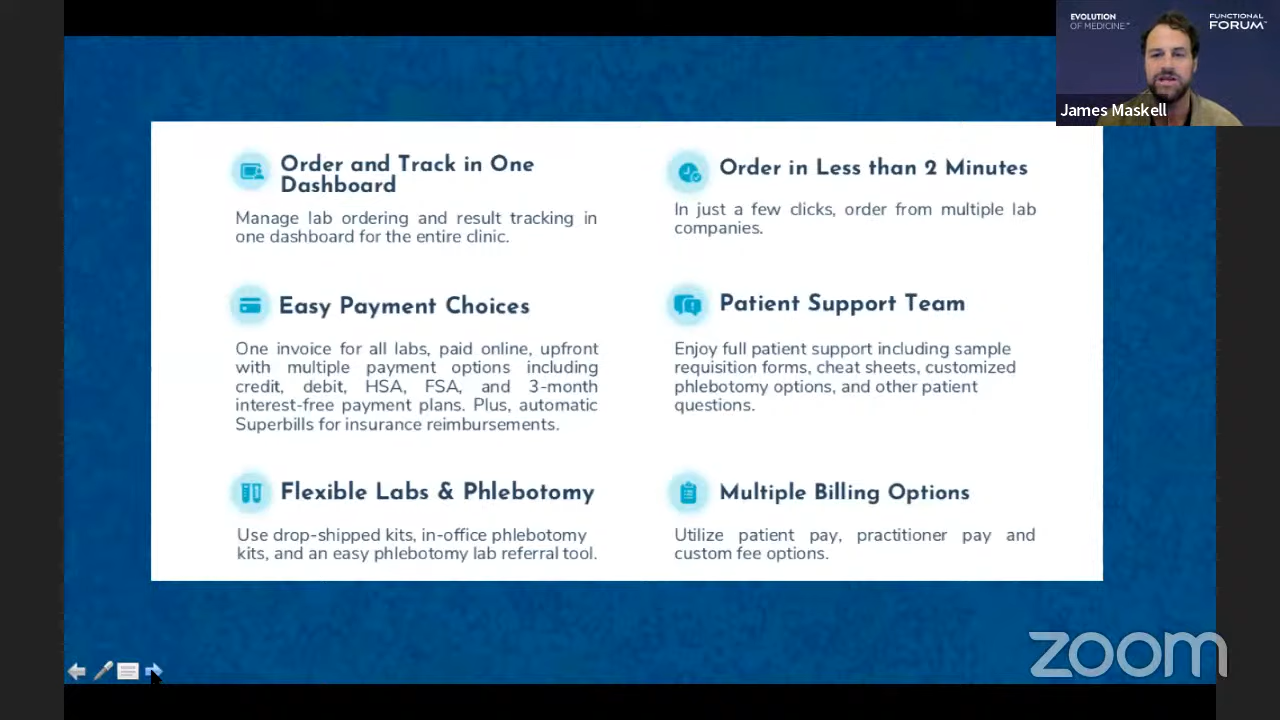 EVOLUTION
OF MEDICINE™
FUNCTIONAL
FORUM™
James Maskell
Order and Track in One
Dashboard
Manage lab ordering and result tracking in
one dashboard for the entire clinic.
Order in Less than 2 Minutes
In just a few clicks, order from multiple lab
companies.
Easy Payment Choices
One invoice for all labs, paid online, upfront
with multiple payment options including
credit, debit, HSA, FSA, and 3-month
interest-free payment plans. Plus, automatic
Superbills for insurance reimbursements.
Patient Support Team
Enjoy full patient support including sample
requisition forms, cheat sheets, customized
phlebotomy options, and other patient
questions.
Flexible Labs & Phlebotomy
Use drop-shipped kits, in-office phlebotomy
kits, and an easy phlebotomy lab referral tool.
Multiple Billing Options
Utilize patient pay, practitioner pay and
custom fee options.
zoom